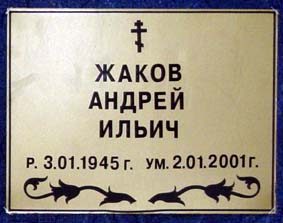 ЖАКОВ
АНДРЕЙ
ИЛЬИЧ
Р. 3.01.1945 г. УМ. 2.01.2001 г.